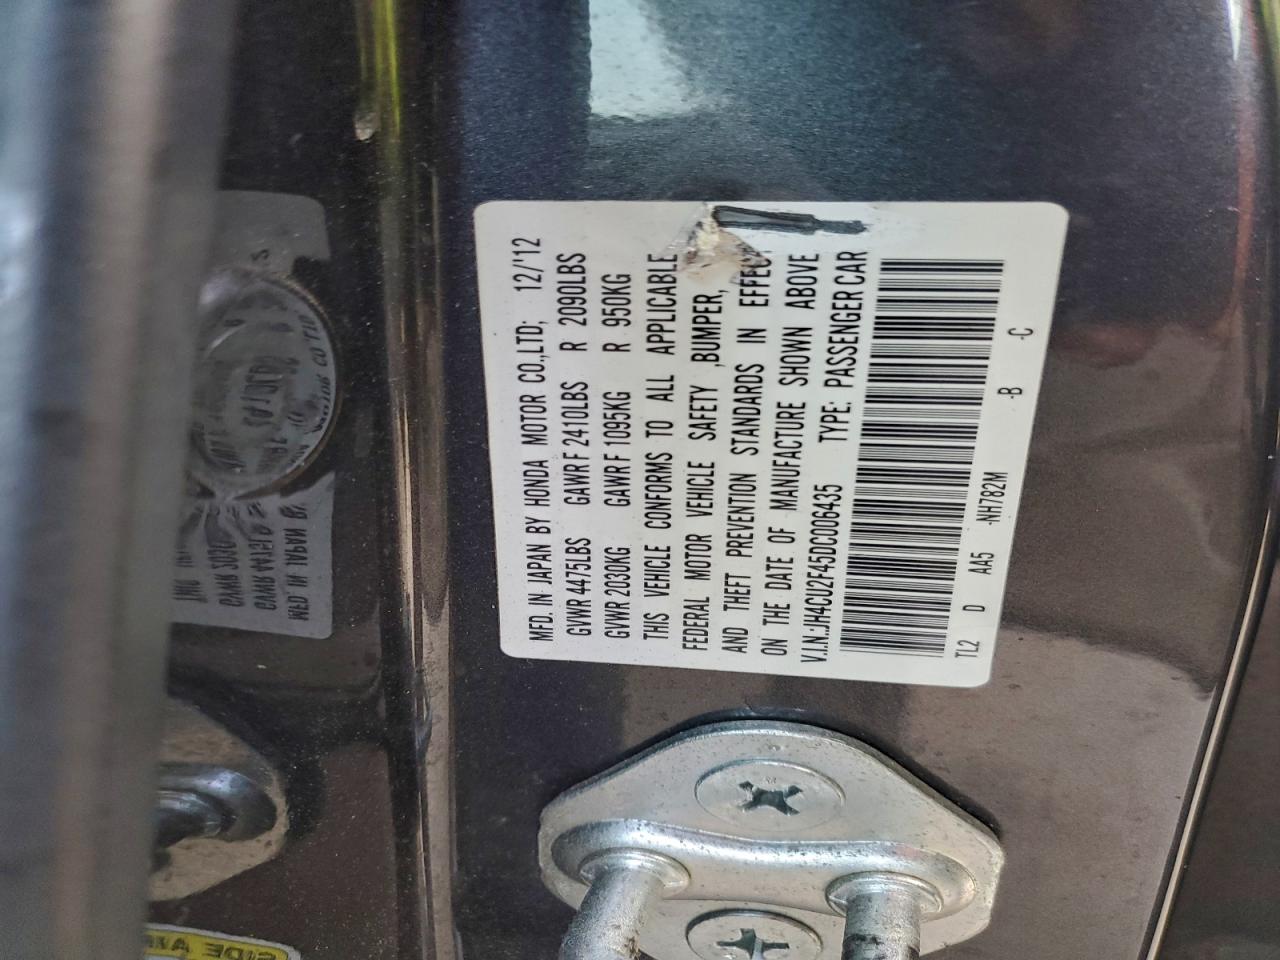 MFD. IN JAPAN BY HONDA MOTOR CO.,LTD; 12/'12
GVWR 4475LBS GAWR F 2410LBS R 2090LBS
GVWR 2030KG GAWR F 1095KG R 950KG
THIS VEHICLE CONFORMS TO ALL APPLICABLE
FEDERAL MOTOR VEHICLE SAFETY ,BUMPER,
AND THEFT PREVENTION STANDARDS IN EFFECT
ON THE DATE OF MANUFACTURE SHOWN ABOVE
V.I.N.:JH4CU2F45DC006435 TYPE: PASSENGER CAR
TL2 D AA5 -NH782M -B -C
SIDE